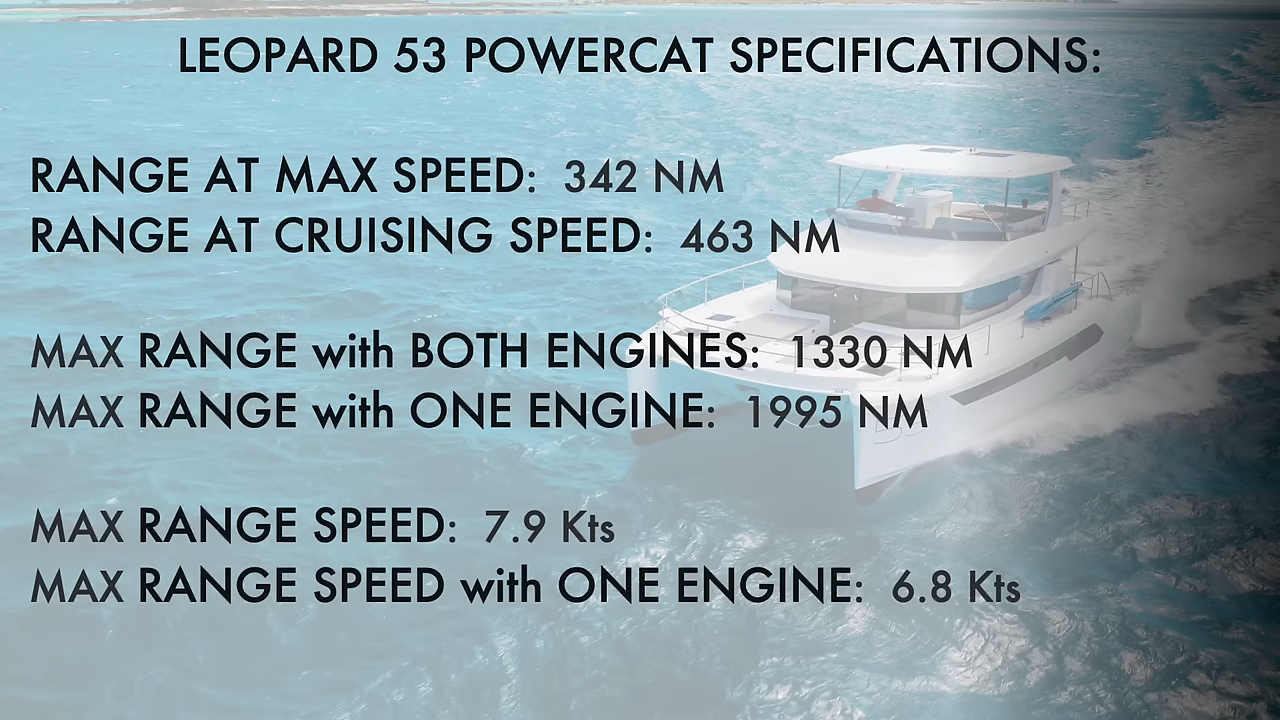 LEOPARD 53 POWERCAT SPECIFICATIONS:
RANGE AT MAX SPEED: 342 NM
RANGE AT CRUISING SPEED: 463 NM
MAX RANGE with BOTH ENGINES: 1330 NM
MAX RANGE with ONE ENGINE: 1995 NM
MAX RANGE SPEED: 7.9 Kts
MAX RANGE SPEED with ONE ENGINE: 6.8 Kts